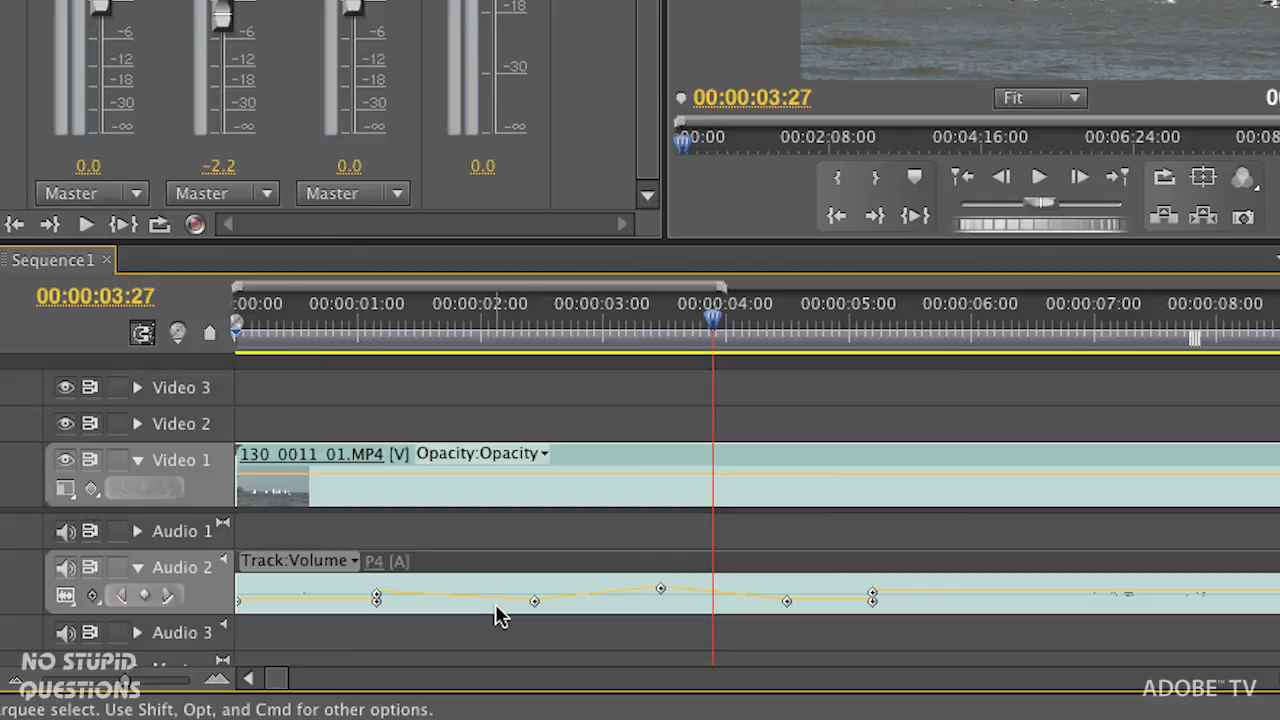 -18
-6 -6 -6
-12 -12 -12
-18 -18 -18
-30
-30 -30 -30
-∞ -∞ -∞ -∞
0.0 -2.2 0.0 0.0
Master Master Master
00:00:03:27 Fit
00:00 00:02:08:00 00:04:16:00 00:06:24:00 00:08
Sequence1 ×
00:00:03:27
:00:00 00:00:01:00 00:00:02:00 00:00:03:00 00:00:04:00 00:00:05:00 00:00:06:00 00:00:07:00 00:00:08:00
Video 3
Video 2
Video 1 130_0011_01.MP4 [V] Opacity:Opacity
Audio 1
Audio 2 Track:Volume P4 [A]
Audio 3
NO STUPID
QUESTIONS
ADOBE™ TV
rquee select. Use Shift, Opt, and Cmd for other options.